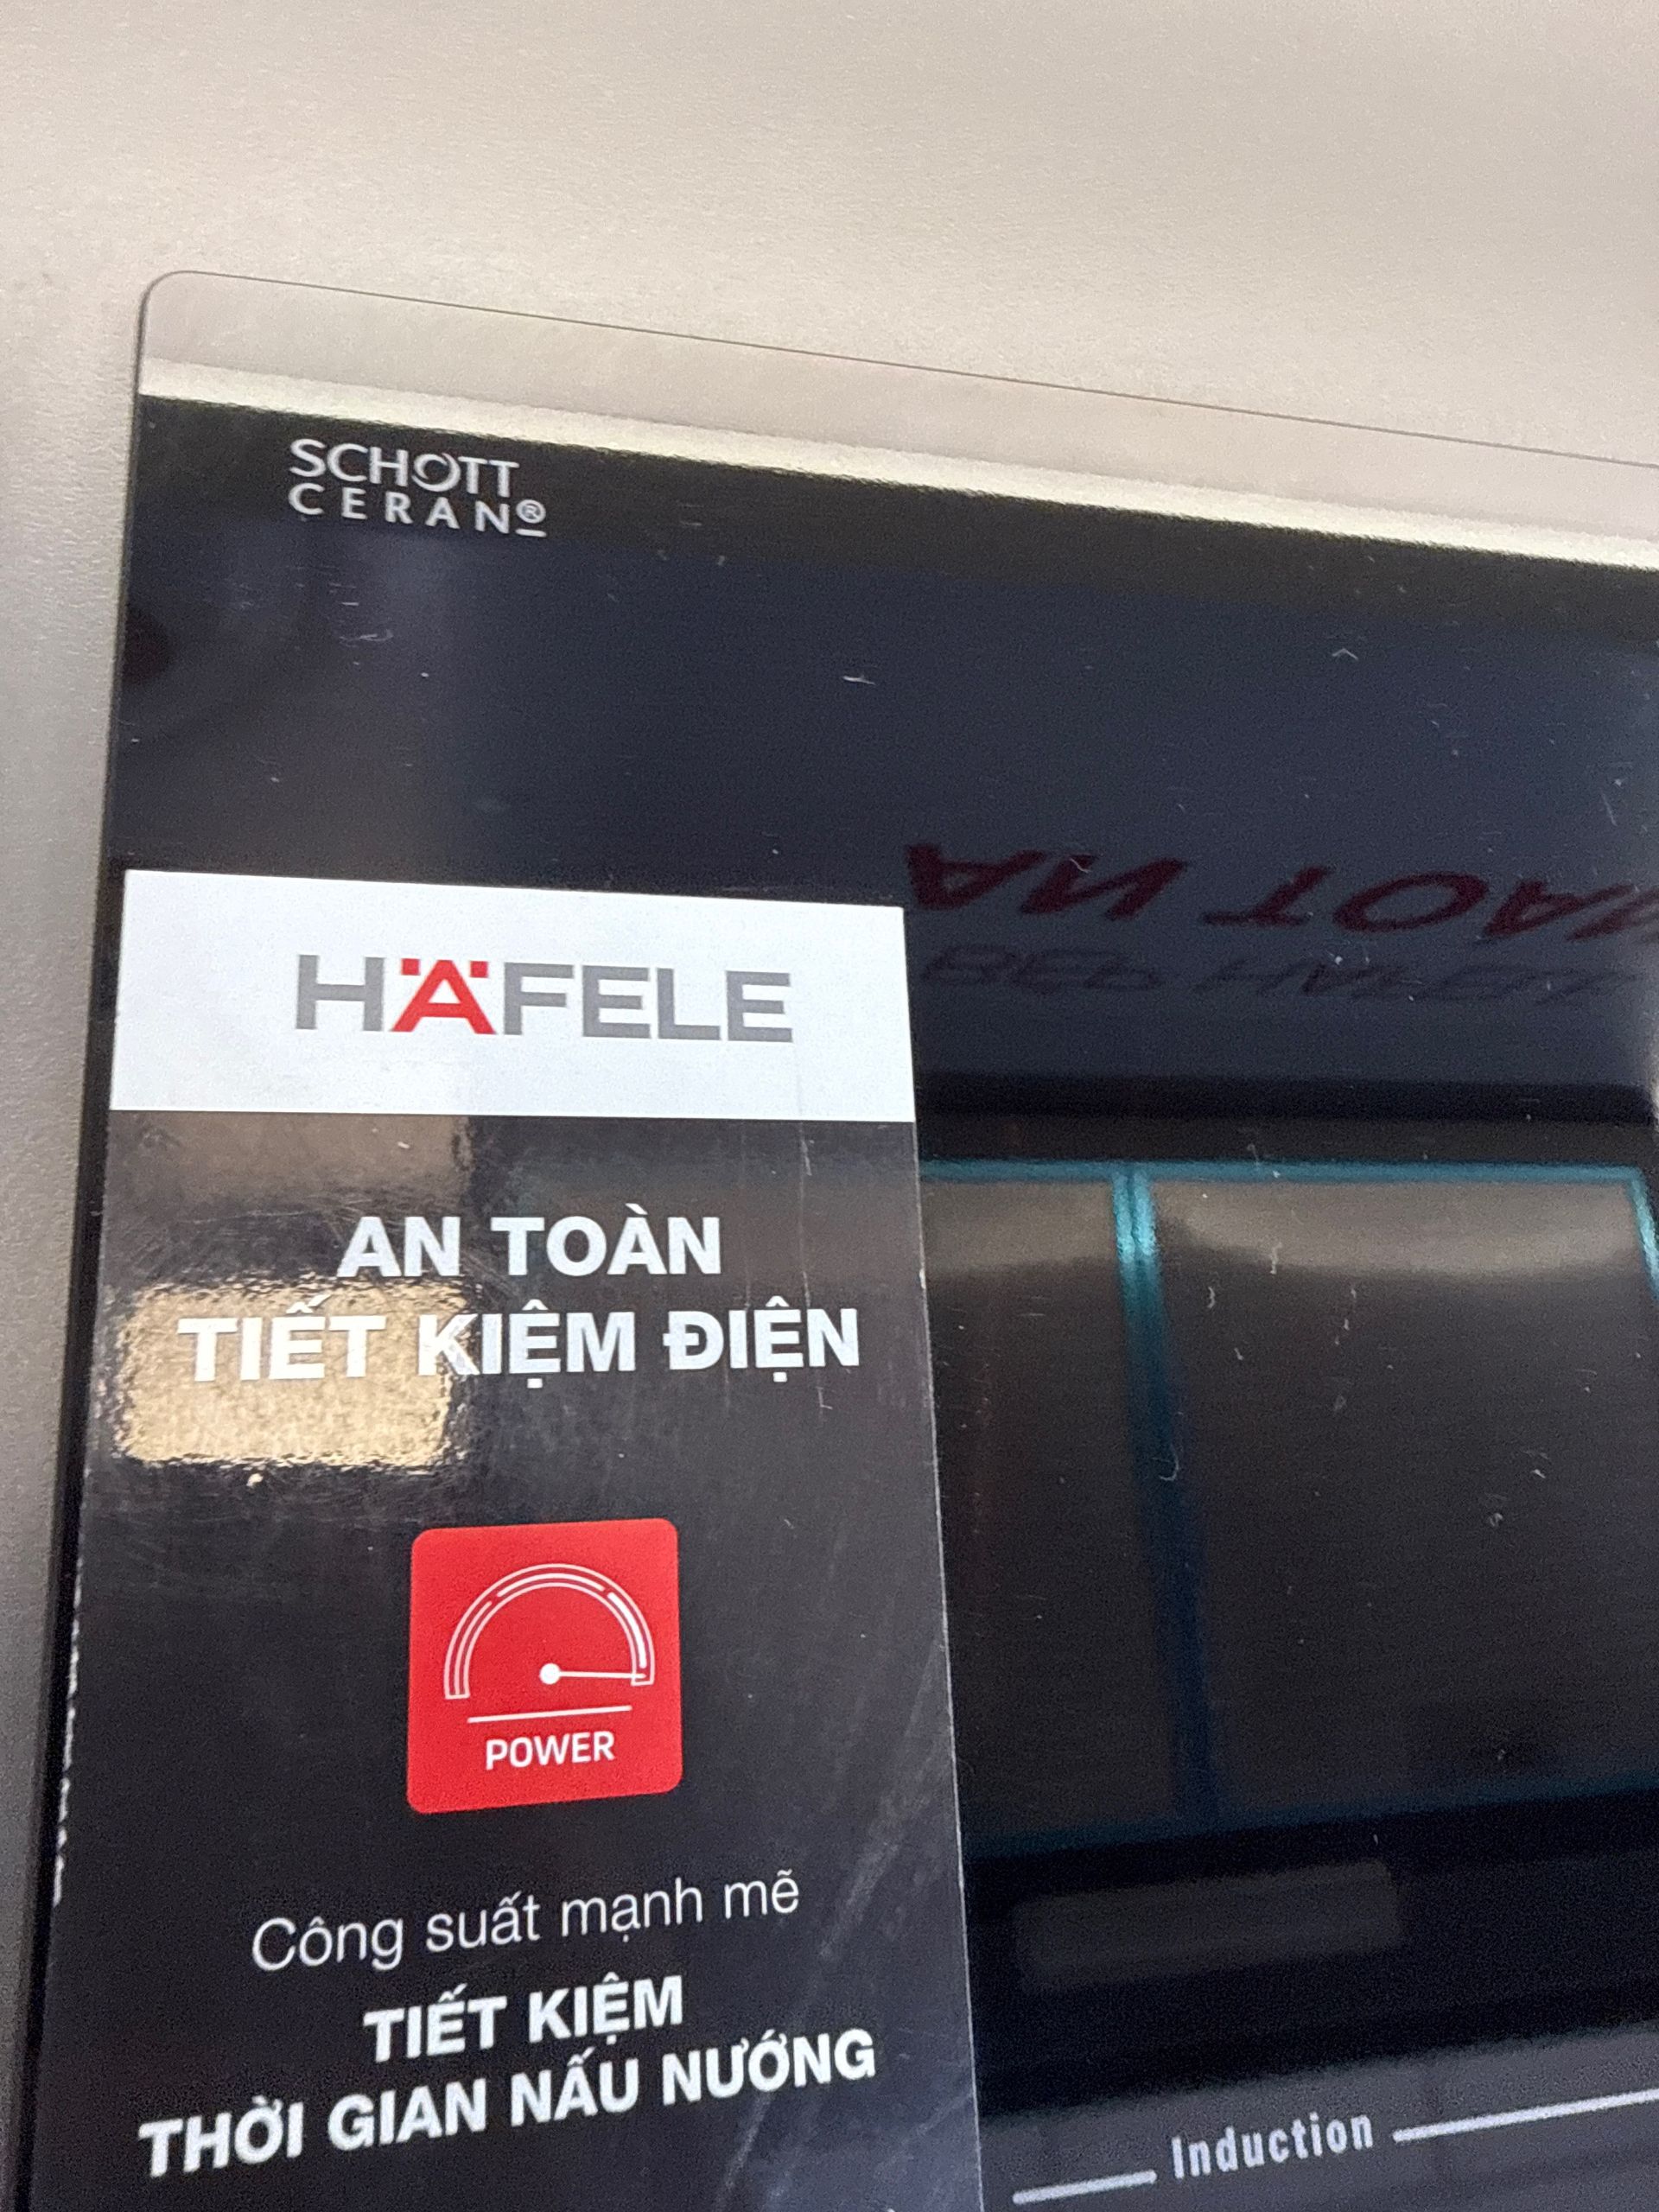 SCHOTT
CERAN®
HÄFELE
AN TOÀN
TIẾT KIỆM ĐIỆN
POWER
Công suất mạnh mẽ
TIẾT KIỆM
THỜI GIAN NẤU NƯỚNG
Induction